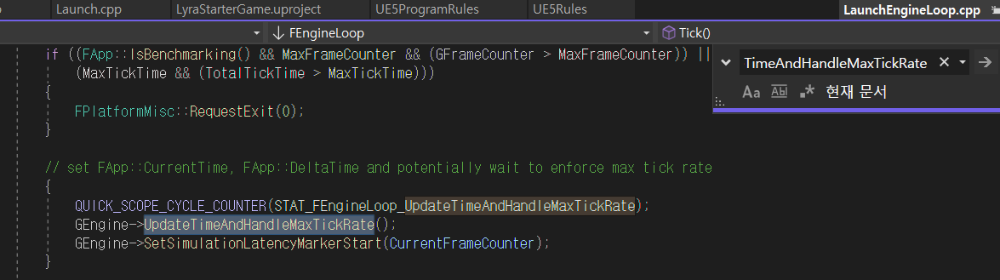 Launch.cpp LyraStarterGame.uproject UE5ProgramRules UE5Rules LaunchEngineLoop.cpp
FEngineLoop Tick()
if ((FApp::IsBenchmarking() && MaxFrameCounter && (GFrameCounter > MaxFrameCounter)) ||
(MaxTickTime && (TotalTickTime > MaxTickTime)))
{
FPlatformMisc::RequestExit(0);
}
TimeAndHandleMaxTickRate
Aa Ab .* 현재 문서
// set FApp::CurrentTime, FApp::DeltaTime and potentially wait to enforce max tick rate
{
QUICK_SCOPE_CYCLE_COUNTER(STAT_FEngineLoop_UpdateTimeAndHandleMaxTickRate);
GEngine->UpdateTimeAndHandleMaxTickRate();
GEngine->SetSimulationLatencyMarkerStart(CurrentFrameCounter);
}